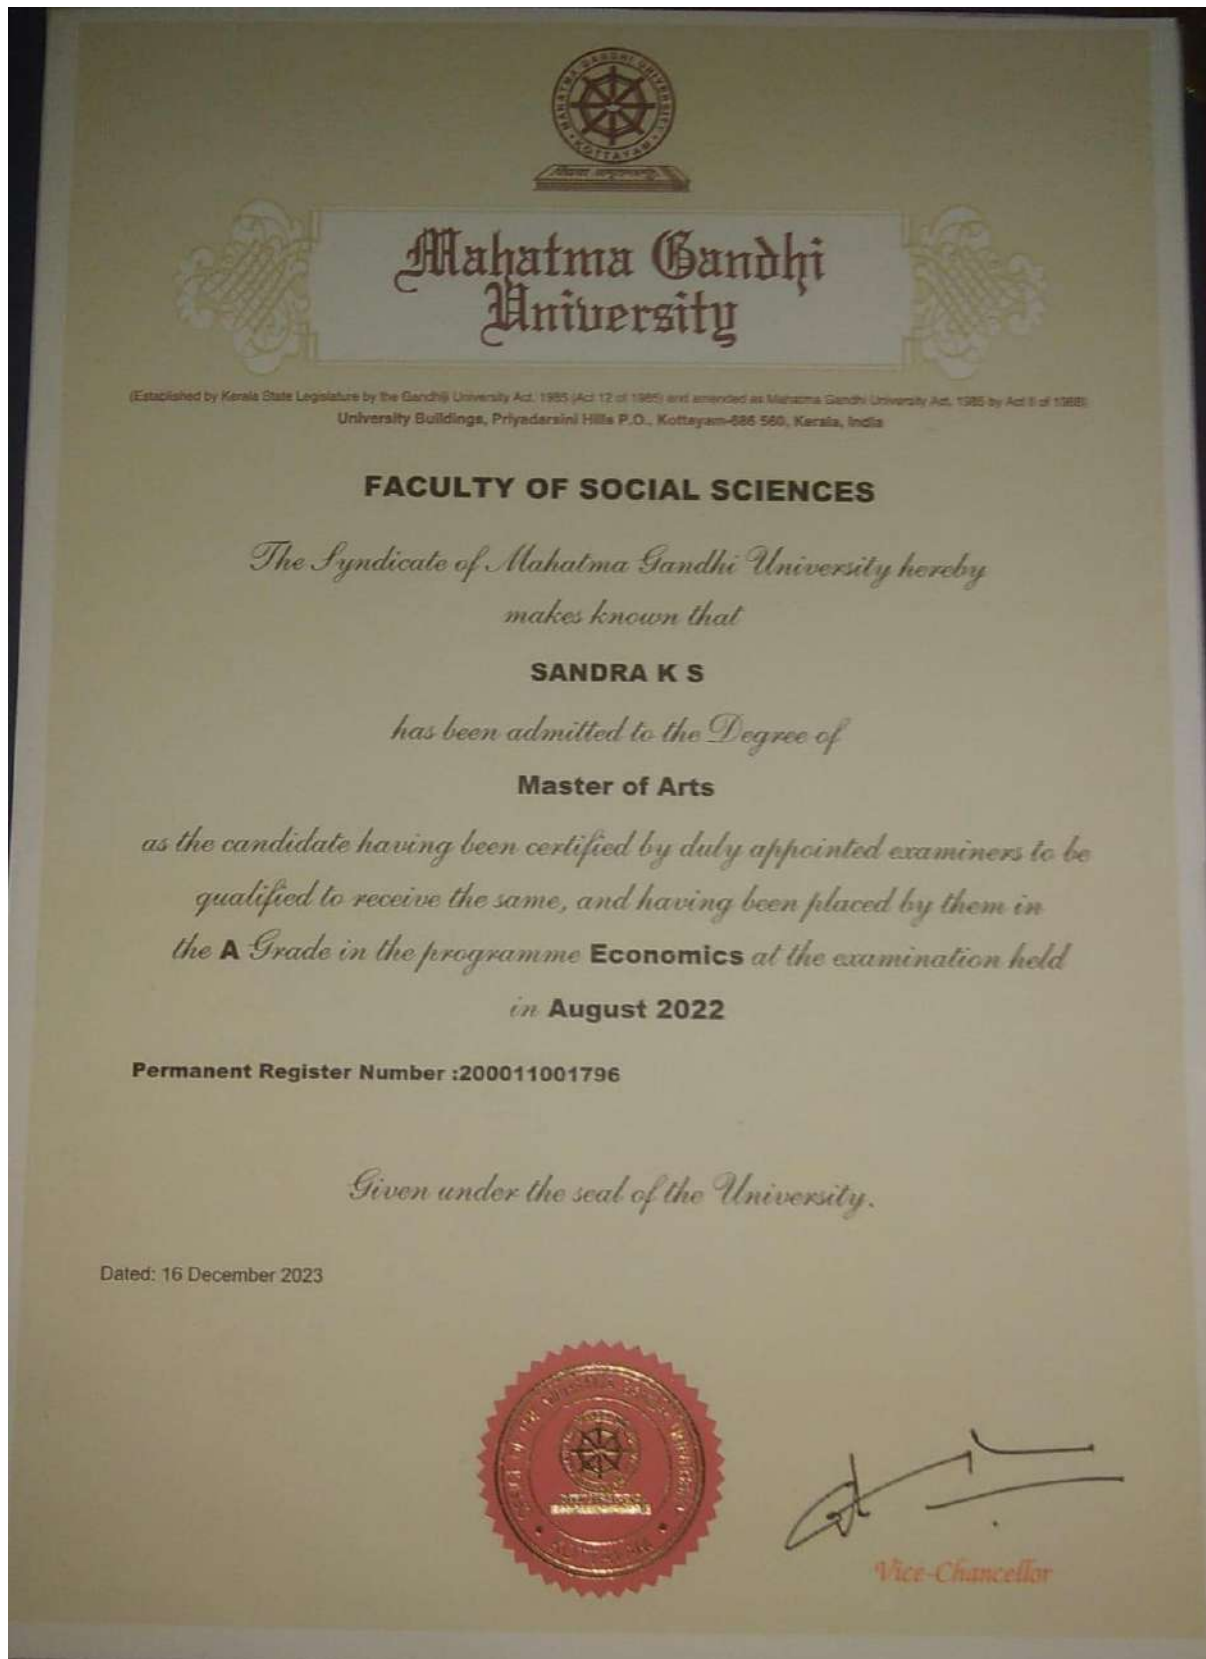 MAHATMA GANDHI UNIVERSITY
KOTTAYAM
Mahatma Gandhi
University
(Established by Kerala State Legislature by the Gandhiji University Act, 1985 (Act 12 of 1985) and amended as Mahatma Gandhi University Act, 1985 by Act II of 1988)
University Buildings, Priyadarsini Hills P.O., Kottayam-686 560, Kerala, India
FACULTY OF SOCIAL SCIENCES
The Syndicate of Mahatma Gandhi University hereby
makes known that
SANDRA K S
has been admitted to the Degree of
Master of Arts
as the candidate having been certified by duly appointed examiners to be
qualified to receive the same, and having been placed by them in
the A Grade in the programme Economics at the examination held
in August 2022
Permanent Register Number :200011001796
Given under the seal of the University.
Dated: 16 December 2023
Vice-Chancellor